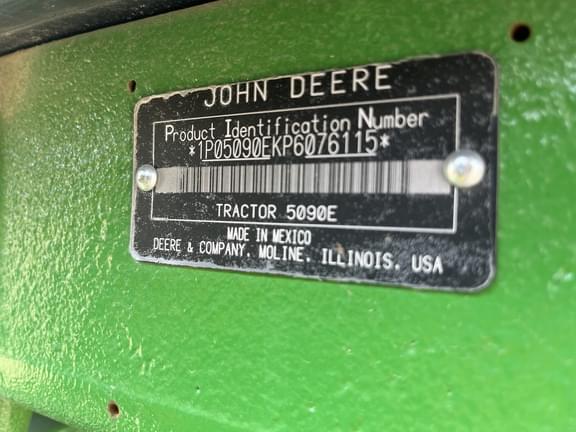 JOHN DEERE
Product Identification Number
*1P05090EKP6076115*
TRACTOR 5090E
MADE IN MEXICO
DEERE & COMPANY. MOLINE. ILLINOIS. USA